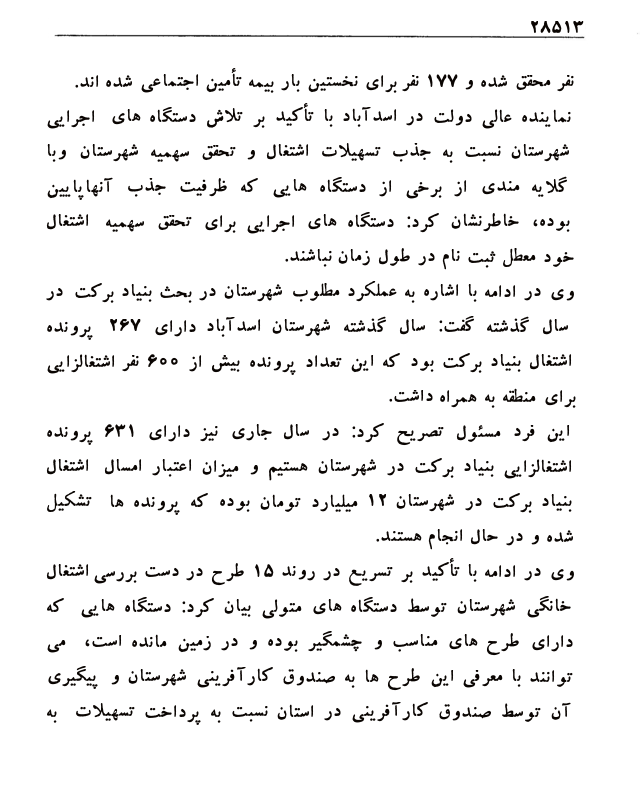 ۲۸۵۱۳
نفر محقق شده و ۱۷۷ نفر برای نخستین بار بیمه تأمین اجتماعی شده اند.
نماینده عالی دولت در اسدآباد با تأکید بر تلاش دستگاه های اجرایی
شهرستان نسبت به جذب تسهیلات اشتغال و تحقق سهمیه شهرستان وبا
گلایه مندی از برخی از دستگاه هایی که ظرفیت جذب آنهاپایین
بوده، خاطرنشان کرد: دستگاه های اجرایی برای تحقق سهمیه اشتغال
خود معطل ثبت نام در طول زمان نباشند.
وی در ادامه با اشاره به عملکرد مطلوب شهرستان در بحث بنیاد برکت در
سال گذشته گفت: سال گذشته شهرستان اسدآباد دارای ۲۶۷ پرونده
اشتغال بنیاد برکت بود که این تعداد پرونده بیش از ۶۰۰ نفر اشتغالزایی
برای منطقه به همراه داشت.
این فرد مسئول تصریح کرد: در سال جاری نیز دارای ۶۳۱ پرونده
اشتغالزایی بنیاد برکت در شهرستان هستیم و میزان اعتبار امسال اشتغال
بنیاد برکت در شهرستان ۱۲ میلیارد تومان بوده که پرونده ها تشکیل
شده و در حال انجام هستند.
وی در ادامه با تأکید بر تسریع در روند ۱۵ طرح در دست بررسی اشتغال
خانگی شهرستان توسط دستگاه های متولی بیان کرد: دستگاه هایی که
دارای طرح های مناسب و چشمگیر بوده و در زمین مانده است، می
توانند با معرفی این طرح ها به صندوق کارآفرینی شهرستان و پیگیری
آن توسط صندوق کارآفرینی در استان نسبت به پرداخت تسهیلات به